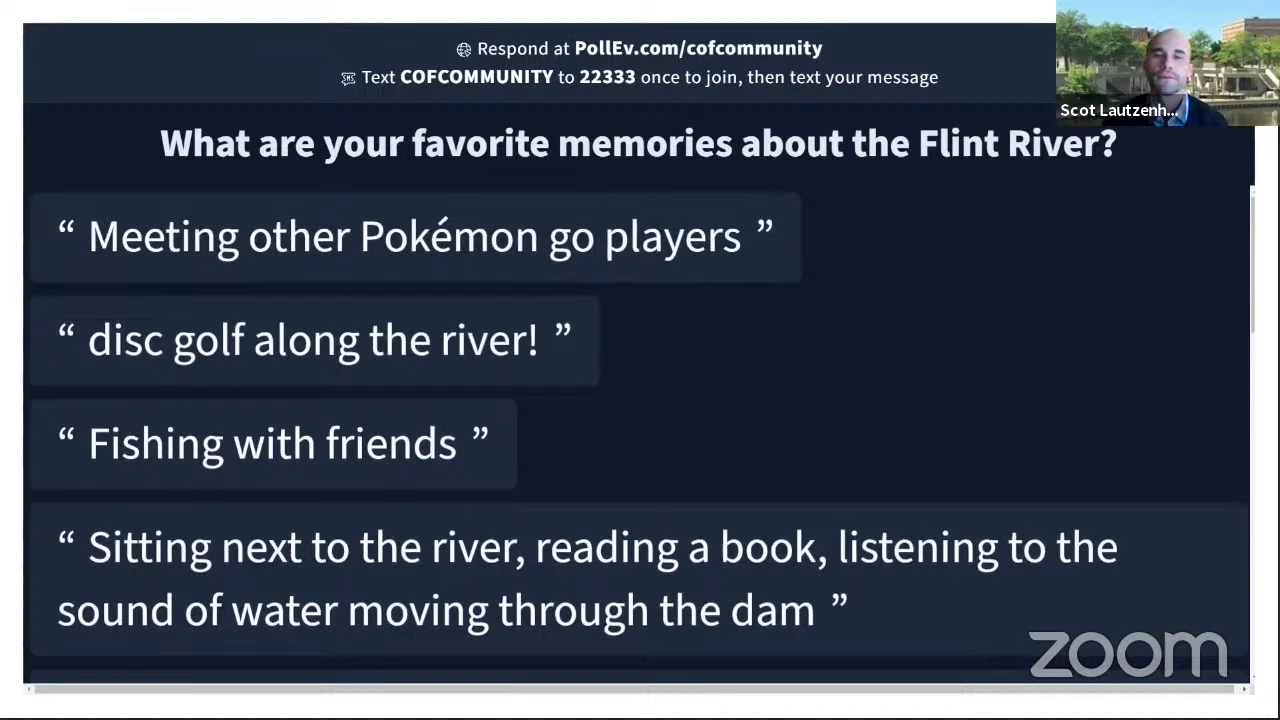 Respond at PollEv.com/cofcommunity
Text COFCOMMUNITY to 22333 once to join, then text your message
Scot Lautzenh...
What are your favorite memories about the Flint River?
“ Meeting other Pokémon go players ”
“ disc golf along the river! ”
“ Fishing with friends ”
“ Sitting next to the river, reading a book, listening to the
sound of water moving through the dam ”
zoom